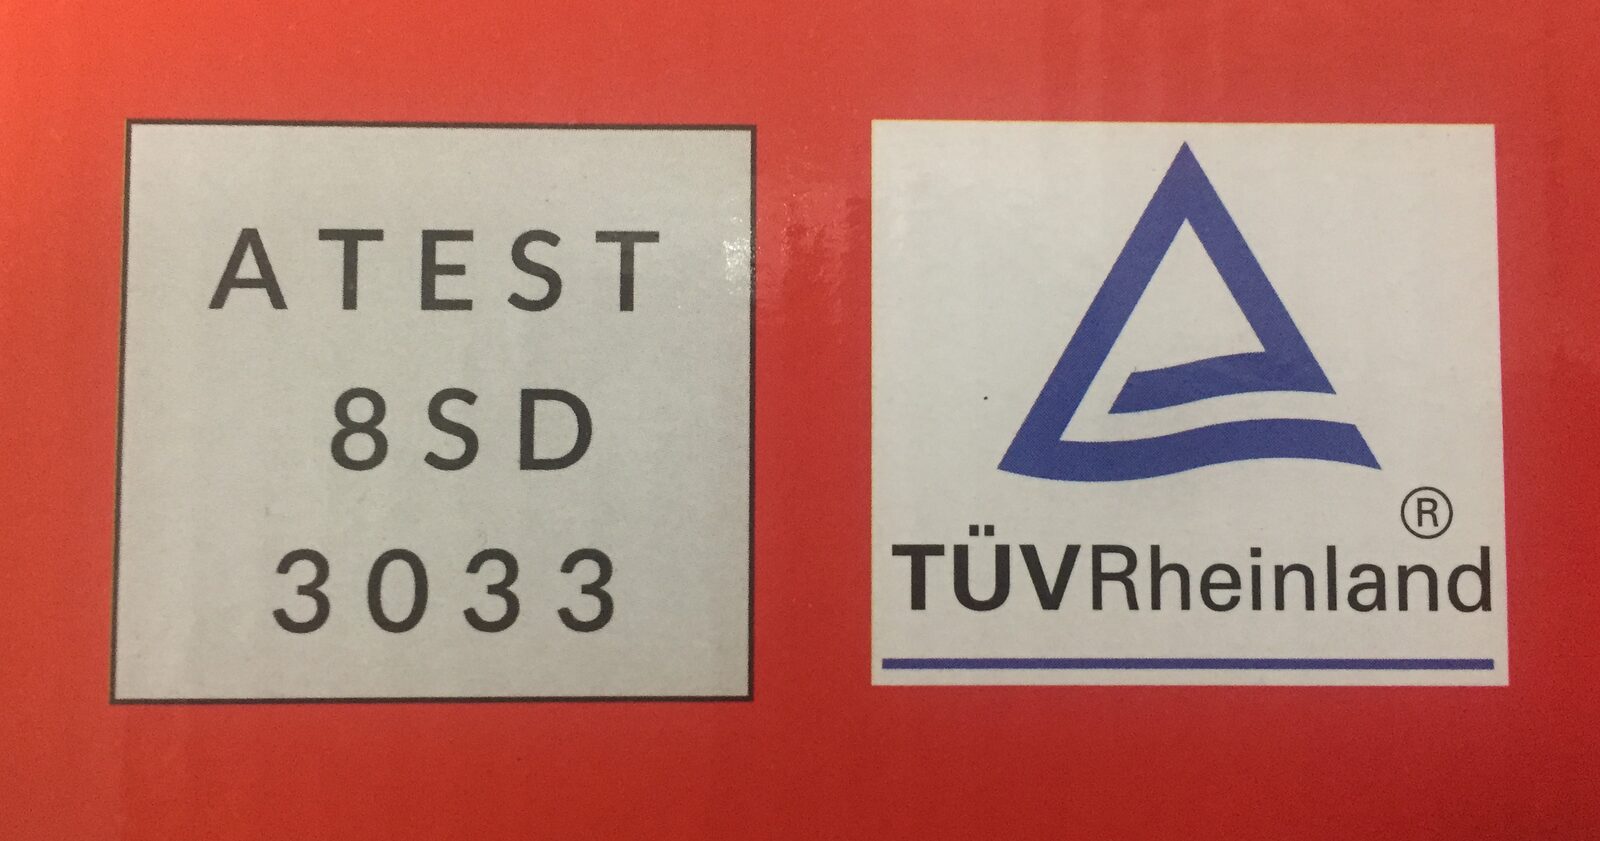 ATEST
8SD
3033
®
TÜVRheinland